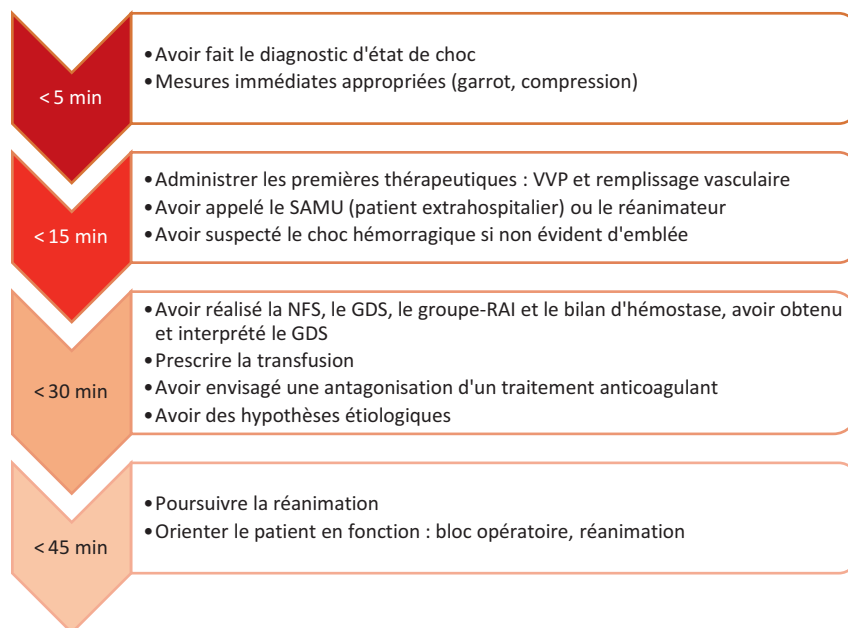 < 5 min
•Avoir fait le diagnostic d'état de choc
•Mesures immédiates appropriées (garrot, compression)
< 15 min
•Administrer les premières thérapeutiques : VVP et remplissage vasculaire
•Avoir appelé le SAMU (patient extrahospitalier) ou le réanimateur
•Avoir suspecté le choc hémorragique si non évident d'emblée
< 30 min
•Avoir réalisé la NFS, le GDS, le groupe-RAI et le bilan d'hémostase, avoir obtenu
et interprété le GDS
•Prescrire la transfusion
•Avoir envisagé une antagonisation d'un traitement anticoagulant
•Avoir des hypothèses étiologiques
< 45 min
•Poursuivre la réanimation
•Orienter le patient en fonction : bloc opératoire, réanimation